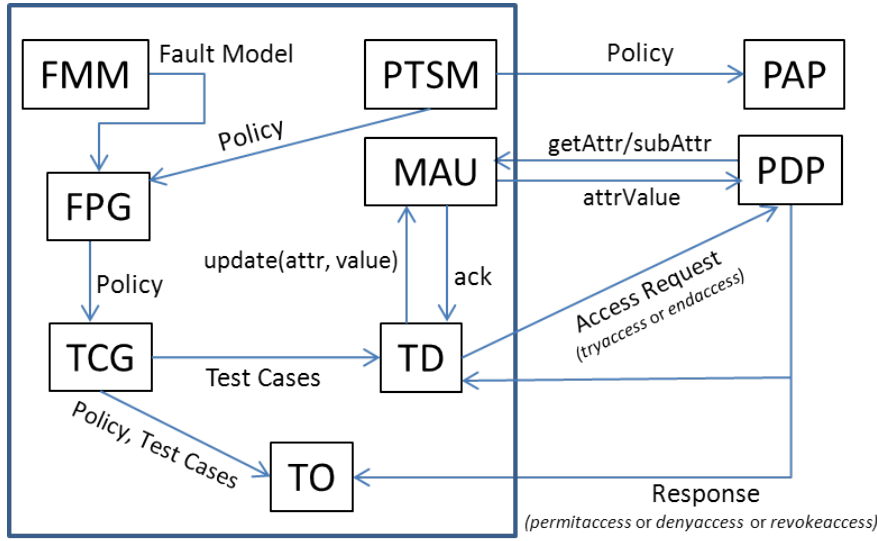 FMM
Fault Model
PTSM
Policy
PAP
Policy
getAttr/subAttr
MAU
PDP
attrValue
FPG
update(attr, value)
ack
Policy
Access Request
(tryaccess or endaccess)
TCG
TD
Test Cases
Policy, Test Cases
TO
Response
(permitaccess or denyaccess or revokeaccess)